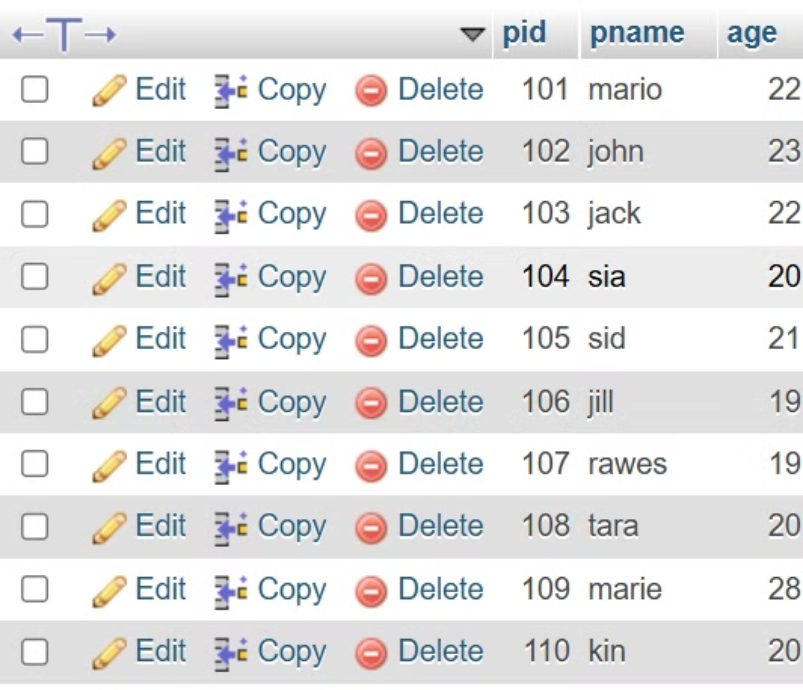 pid pname age
Edit Copy Delete 101 mario 22
Edit Copy Delete 102 john 23
Edit Copy Delete 103 jack 22
Edit Copy Delete 104 sia 20
Edit Copy Delete 105 sid 21
Edit Copy Delete 106 jill 19
Edit Copy Delete 107 rawes 19
Edit Copy Delete 108 tara 20
Edit Copy Delete 109 marie 28
Edit Copy Delete 110 kin 20